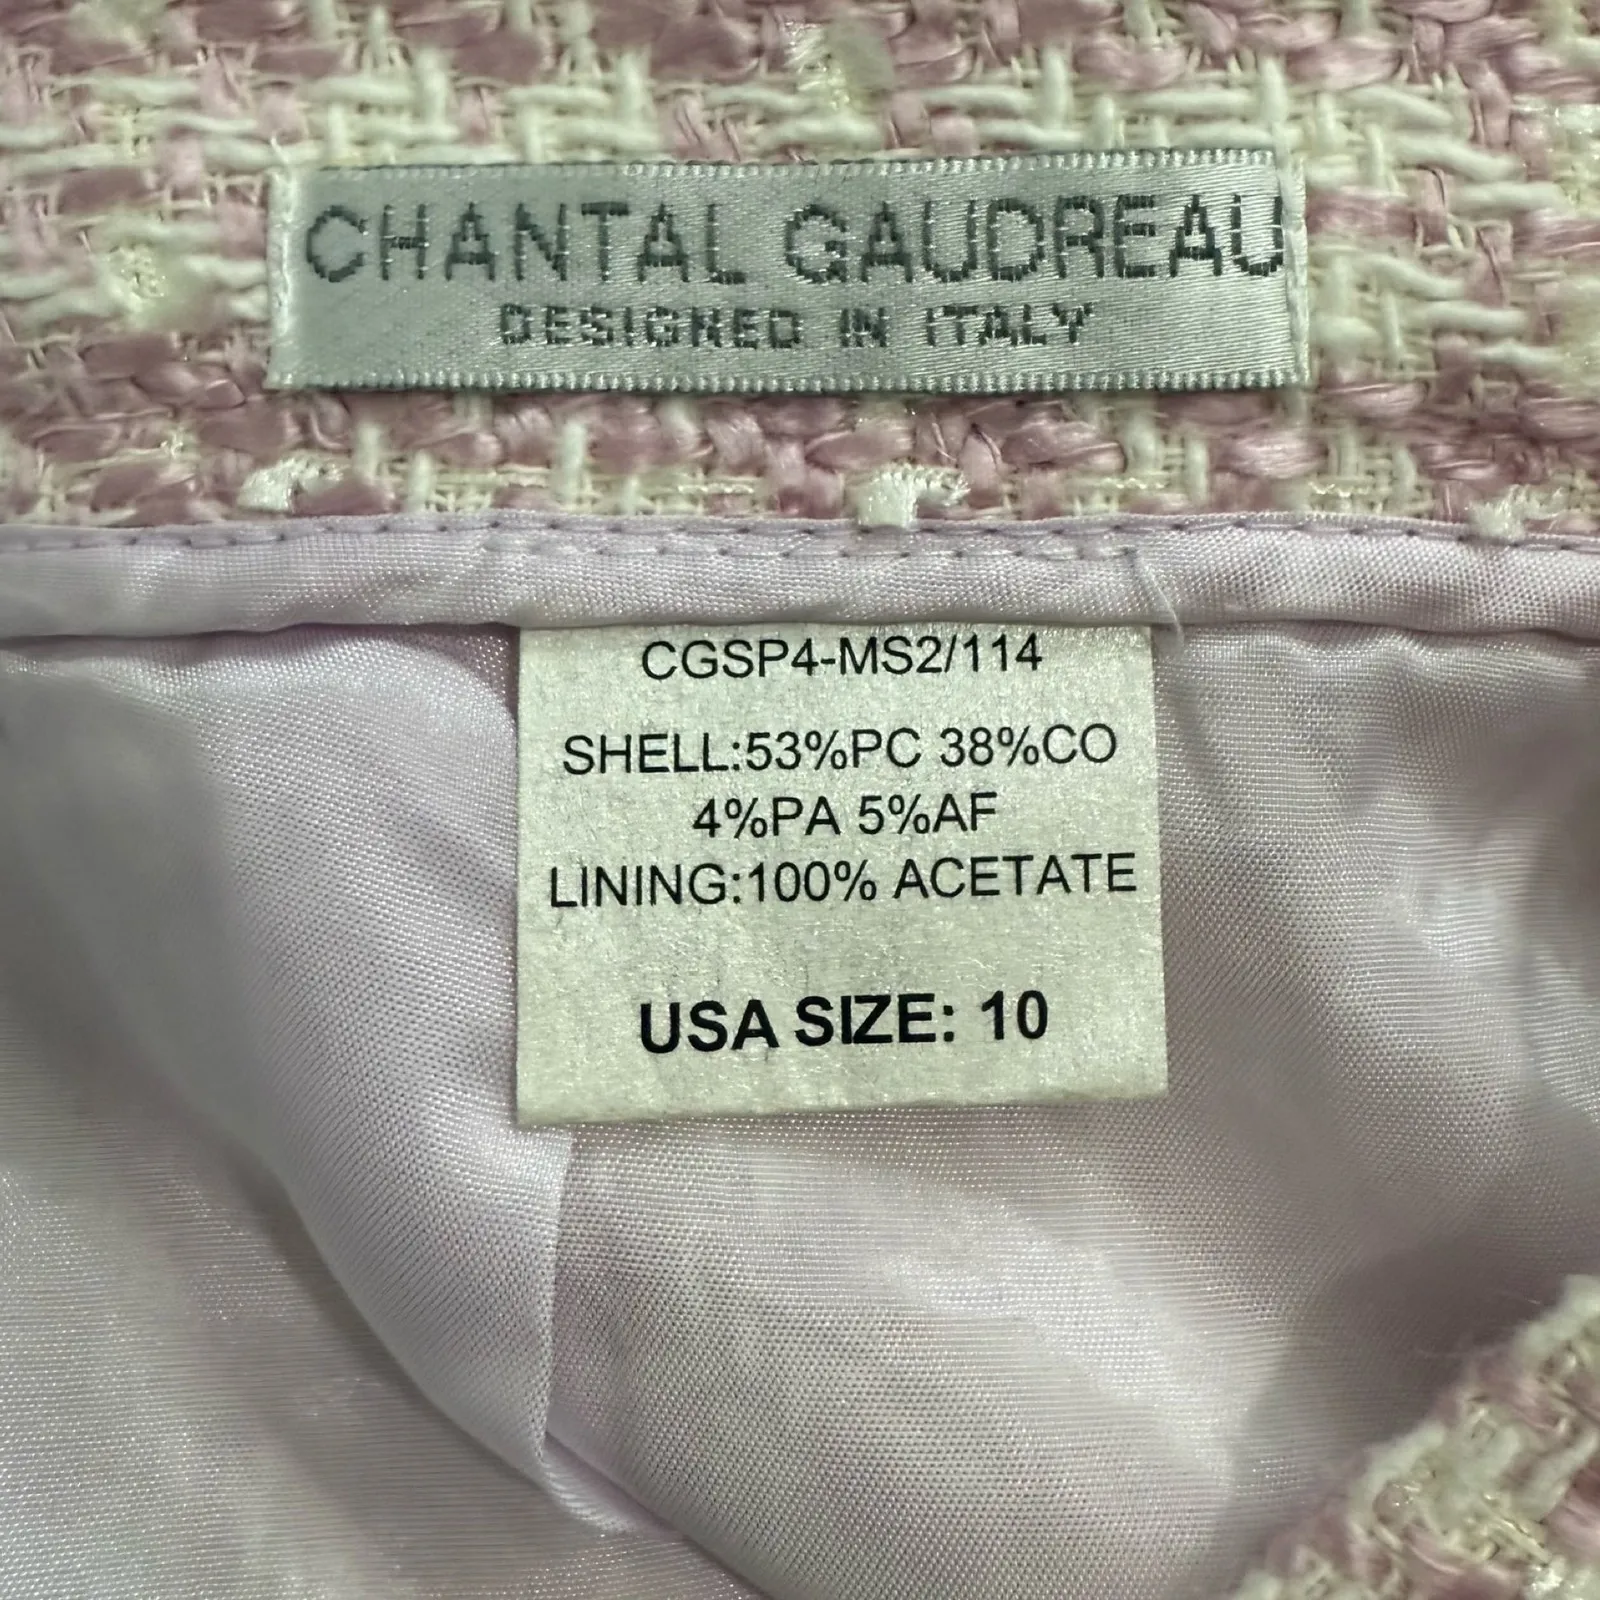 CHANTAL GAUDREAU
DESIGNED IN ITALY
CGSP4-MS2/114
SHELL:53%PC 38%CO
4%PA 5%AF
LINING:100% ACETATE
USA SIZE: 10